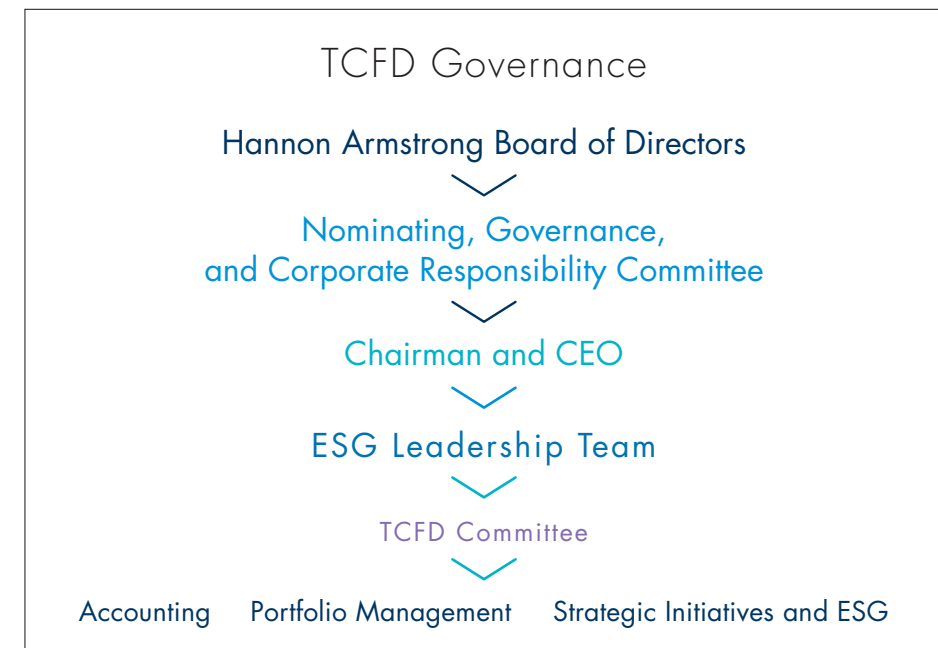 TCFD Governance
Hannon Armstrong Board of Directors
Nominating, Governance,
and Corporate Responsibility Committee
Chairman and CEO
ESG Leadership Team
TCFD Committee
Accounting Portfolio Management Strategic Initiatives and ESG